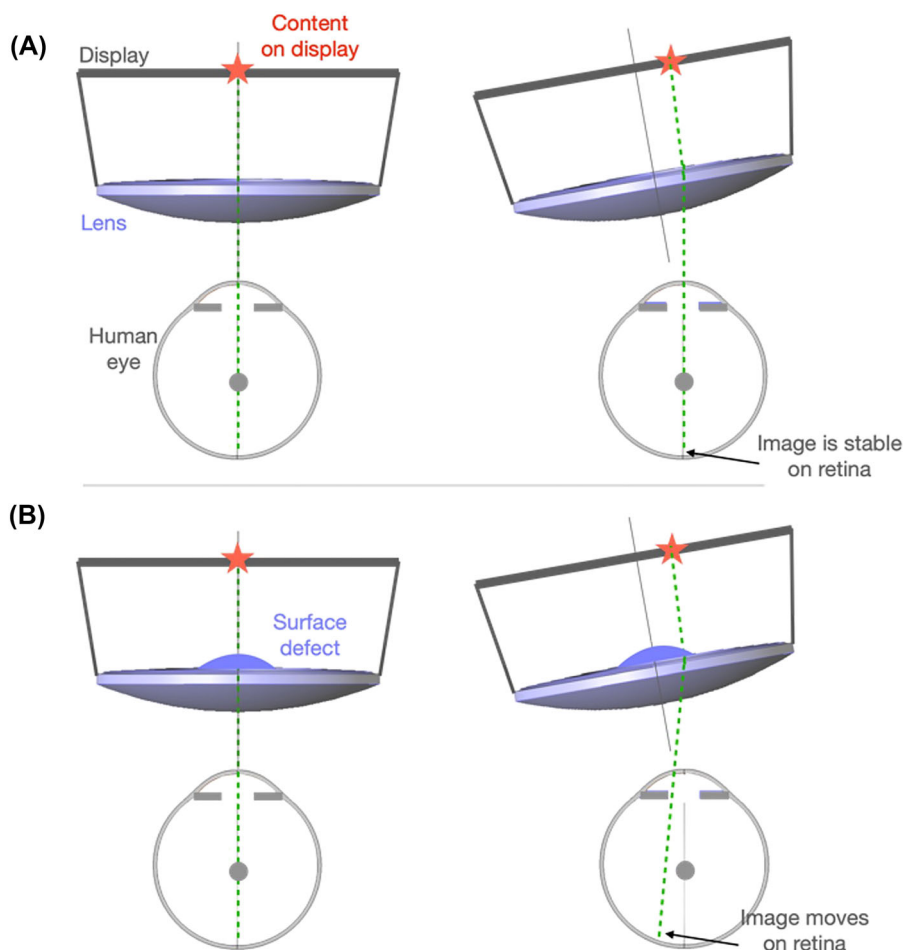 (A)
Display
Content
on display
Lens
Human
eye
Image is stable
on retina
(B)
Surface
defect
Image moves
on retina